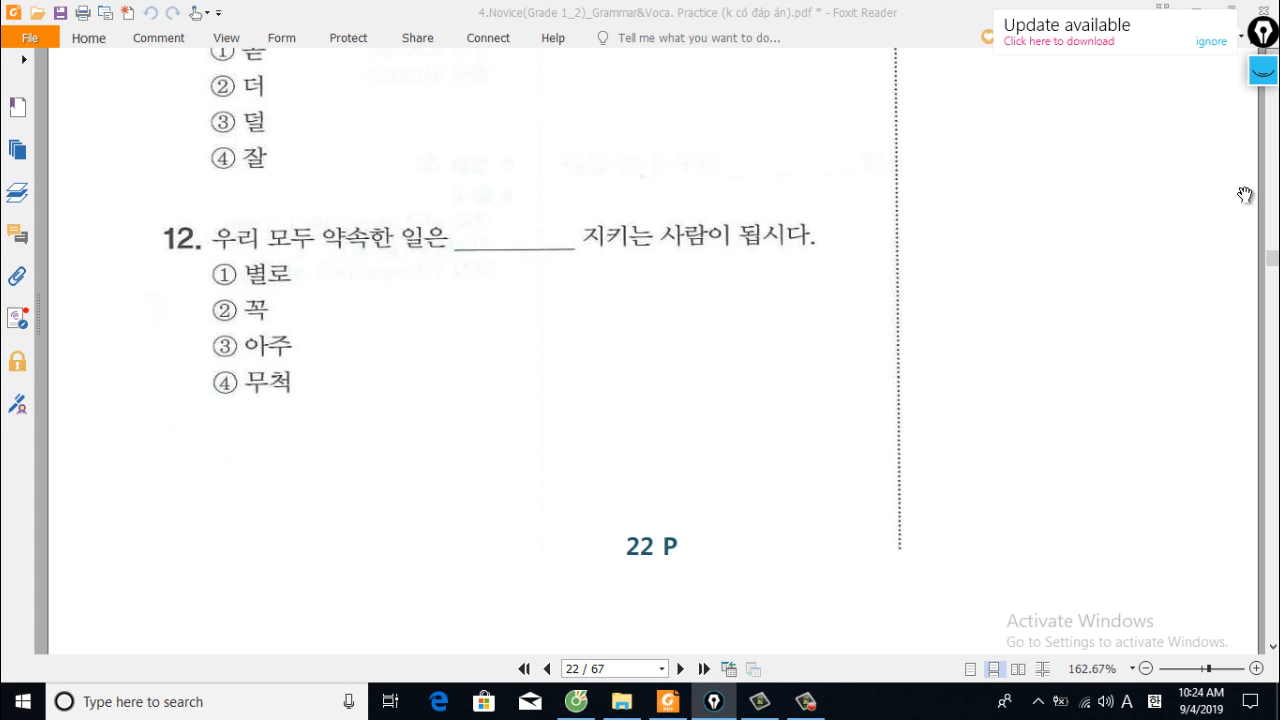 4.Novice(Grade 1_2)_Grammar&Voca. Practice (k có đáp án).pdf * - Foxit Reader
File Home Comment View Form Protect Share Connect Help Tell me what you want to do...
Update available
Click here to download ignore
①
② 더
③ 덜
④ 잘
12. 우리 모두 약속한 일은 __________ 지키는 사람이 됩시다.
① 별로
② 꼭
③ 아주
④ 무척
22 P
Activate Windows
Go to Settings to activate Windows.
22 / 67 162.67%
Type here to search
A 한 10:24 AM
9/4/2019